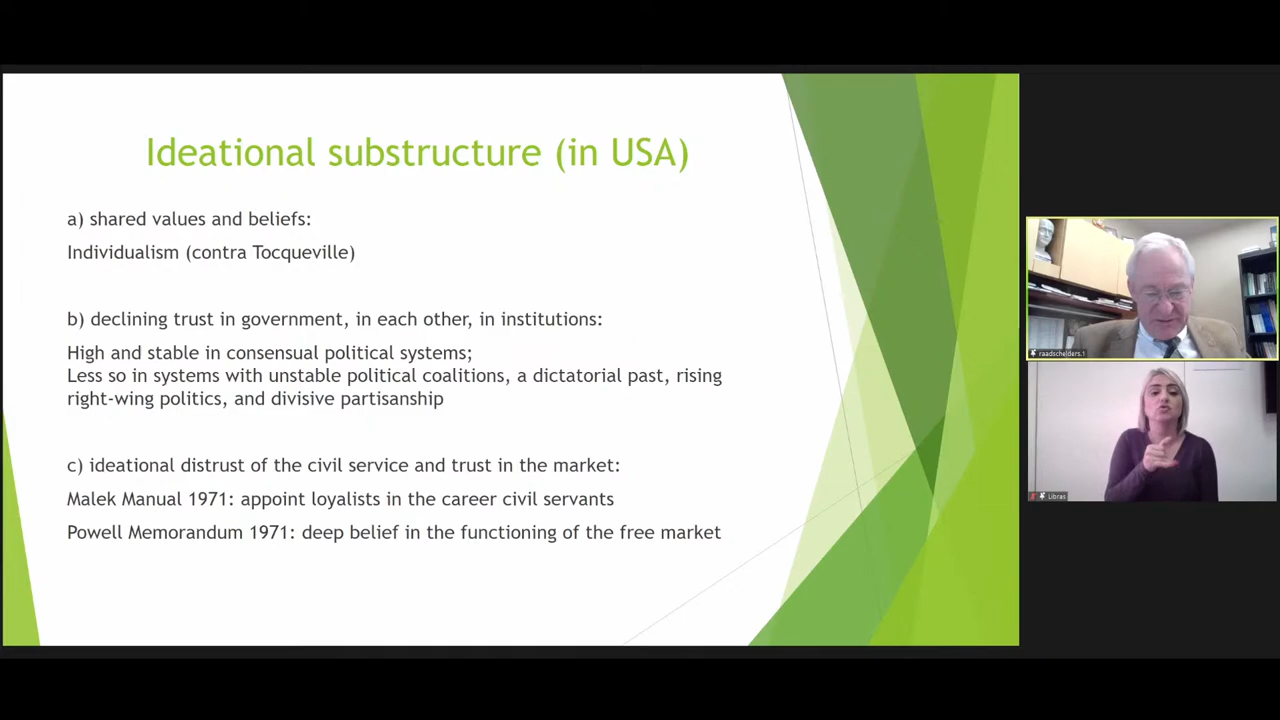 Ideational substructure (in USA)
a) shared values and beliefs:
Individualism (contra Tocqueville)
b) declining trust in government, in each other, in institutions:
High and stable in consensual political systems;
Less so in systems with unstable political coalitions, a dictatorial past, rising
right-wing politics, and divisive partisanship
c) ideational distrust of the civil service and trust in the market:
Malek Manual 1971: appoint loyalists in the career civil servants
Powell Memorandum 1971: deep belief in the functioning of the free market
raadschelders.1
Libras